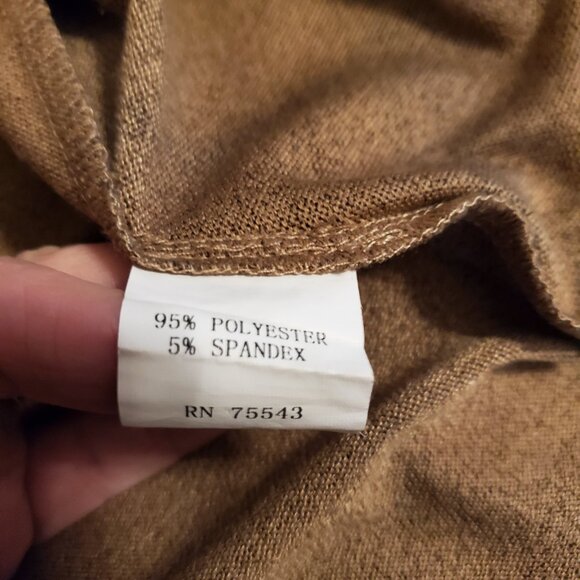 95% POLYESTER
5% SPANDEX
RN 75543